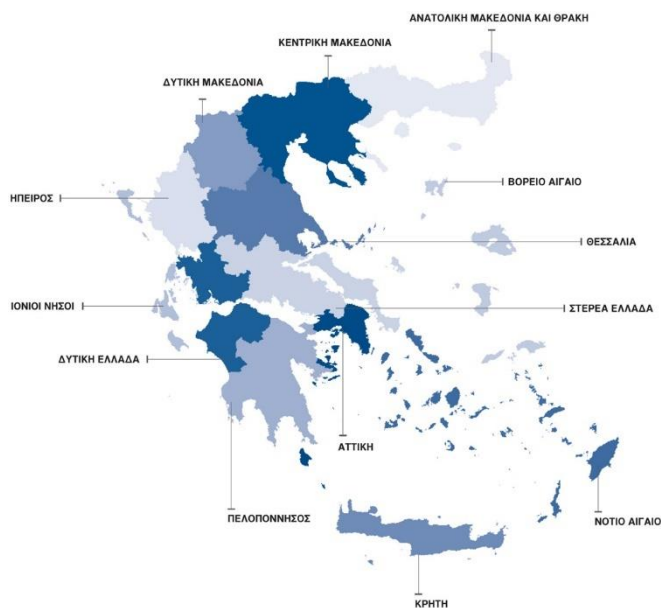 ΑΝΑΤΟΛΙΚΗ ΜΑΚΕΔΟΝΙΑ ΚΑΙ ΘΡΑΚΗ
ΚΕΝΤΡΙΚΗ ΜΑΚΕΔΟΝΙΑ
ΔΥΤΙΚΗ ΜΑΚΕΔΟΝΙΑ
ΒΟΡΕΙΟ ΑΙΓΑΙΟ
ΗΠΕΙΡΟΣ
ΘΕΣΣΑΛΙΑ
ΙΟΝΙΟΙ ΝΗΣΟΙ
ΣΤΕΡΕΑ ΕΛΛΑΔΑ
ΔΥΤΙΚΗ ΕΛΛΑΔΑ
ΑΤΤΙΚΗ
ΠΕΛΟΠΟΝΝΗΣΟΣ
ΝΟΤΙΟ ΑΙΓΑΙΟ
ΚΡΗΤΗ